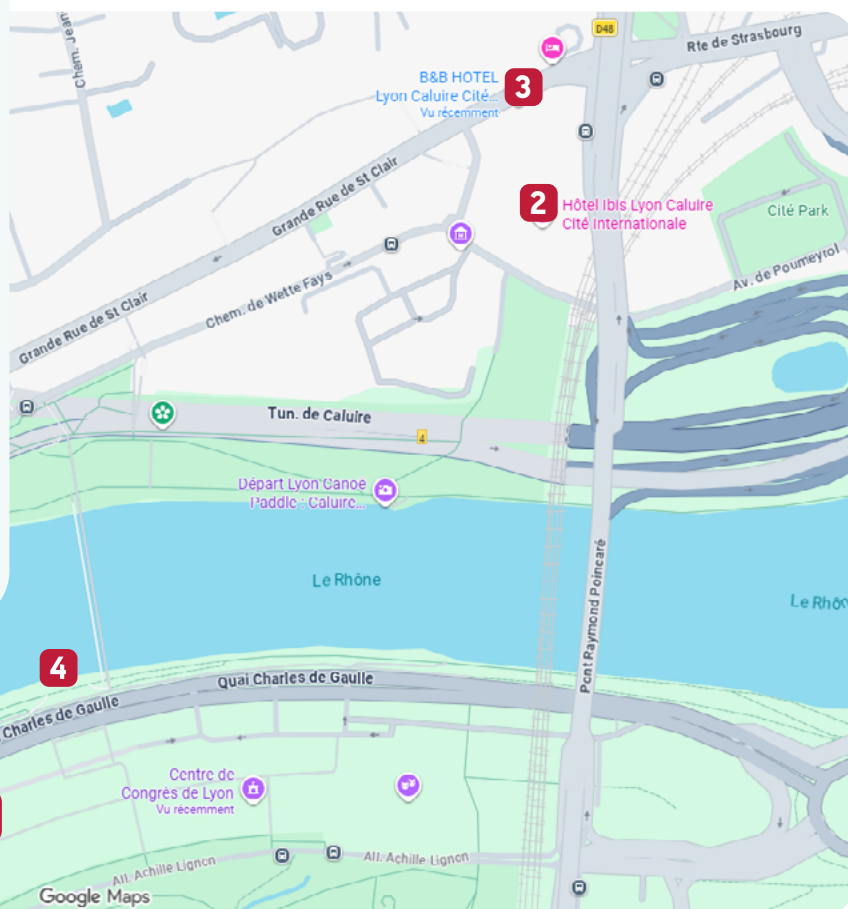 Chem. Jean
D48
Rte de Strasbourg
B&B HOTEL
Lyon Caluire Cité...
Vu récemment
3
Grande Rue de St Clair
2
Hôtel Ibis Lyon Caluire
Cité Internationale
Cité Park
Av. de Poumeyrol
Chem. de Wette Fays
Grande Rue de St Clair
Tun. de Caluire
4
Départ Lyon Canoe
Paddle : Caluire...
Le Rhône
Le Rhôn
Pont Raymond Poincaré
4
Quai Charles de Gaulle
Charles de Gaulle
Centre de
Congrès de Lyon
Vu récemment
All. Achille Lignon
All. Achille Lignon
Google Maps